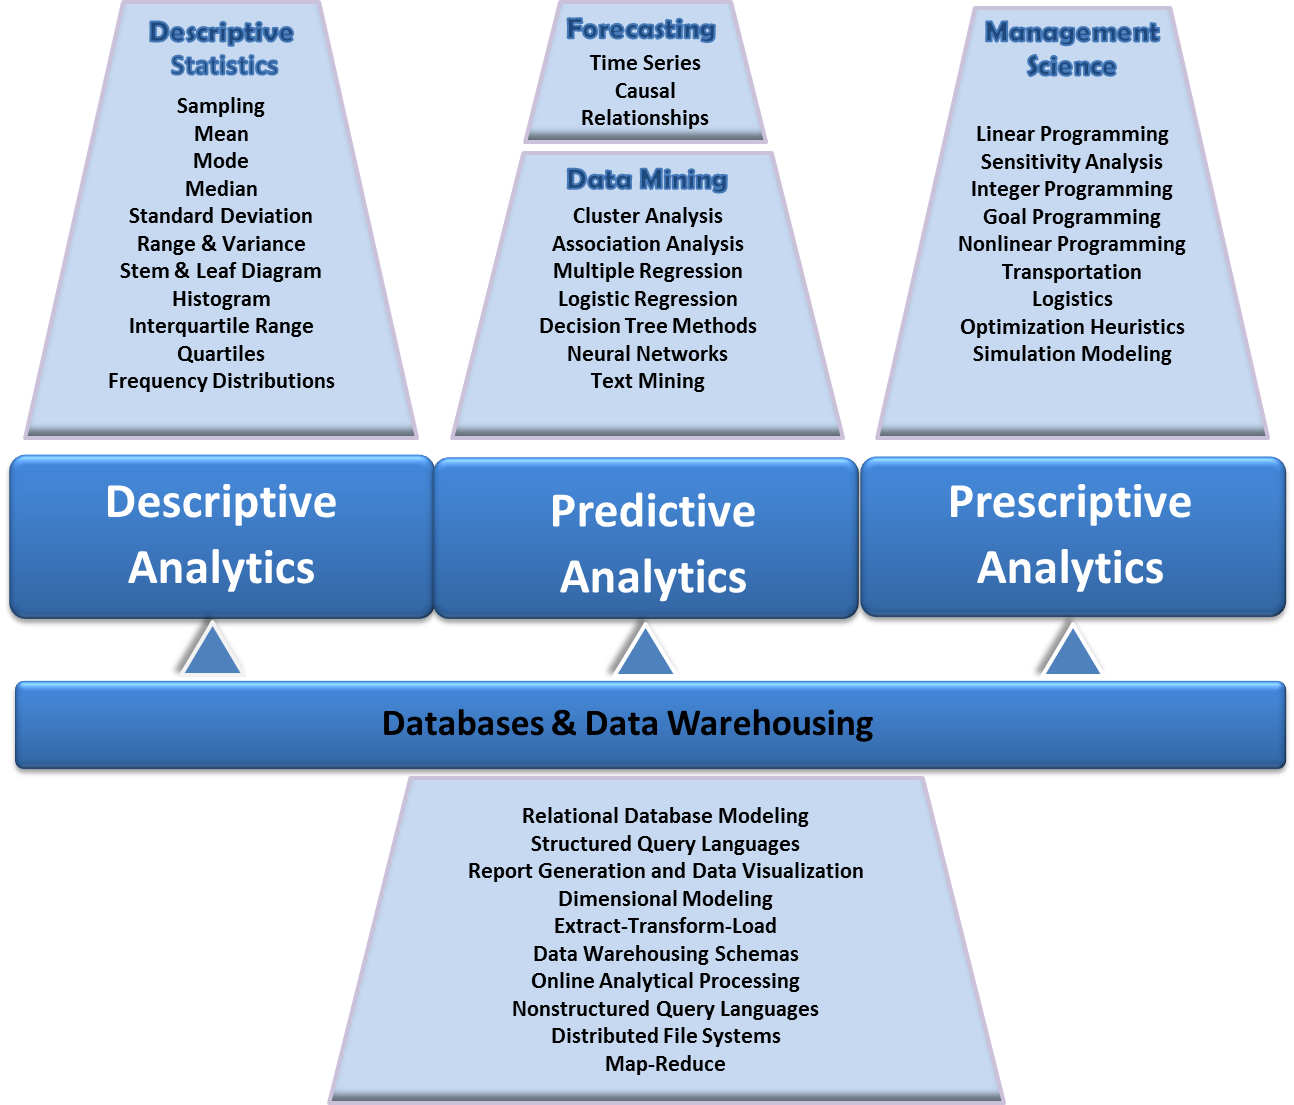 Descriptive
Statistics
Sampling
Mean
Mode
Median
Standard Deviation
Range & Variance
Stem & Leaf Diagram
Histogram
Interquartile Range
Quartiles
Frequency Distributions
Forecasting
Time Series
Causal
Relationships
Data Mining
Cluster Analysis
Association Analysis
Multiple Regression
Logistic Regression
Decision Tree Methods
Neural Networks
Text Mining
Management
Science
Linear Programming
Sensitivity Analysis
Integer Programming
Goal Programming
Nonlinear Programming
Transportation
Logistics
Optimization Heuristics
Simulation Modeling
Descriptive
Analytics
Predictive
Analytics
Prescriptive
Analytics
Databases & Data Warehousing
Relational Database Modeling
Structured Query Languages
Report Generation and Data Visualization
Dimensional Modeling
Extract-Transform-Load
Data Warehousing Schemas
Online Analytical Processing
Nonstructured Query Languages
Distributed File Systems
Map-Reduce